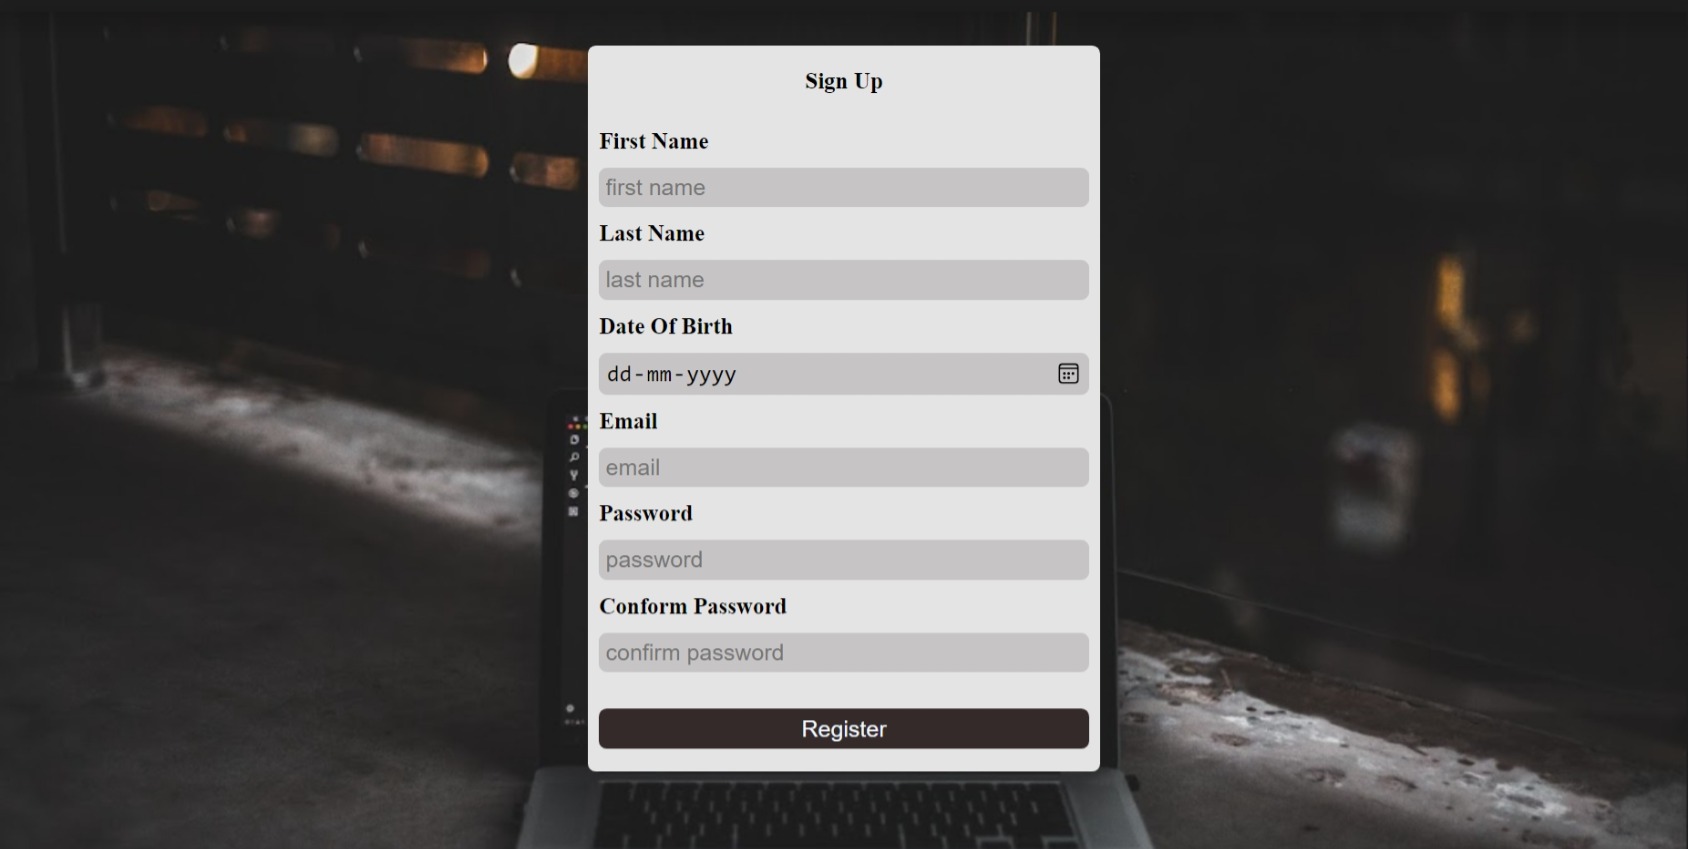 Sign Up
First Name
first name
Last Name
last name
Date Of Birth
dd-mm-yyyy
Email
email
Password
password
Conform Password
confirm password
Register